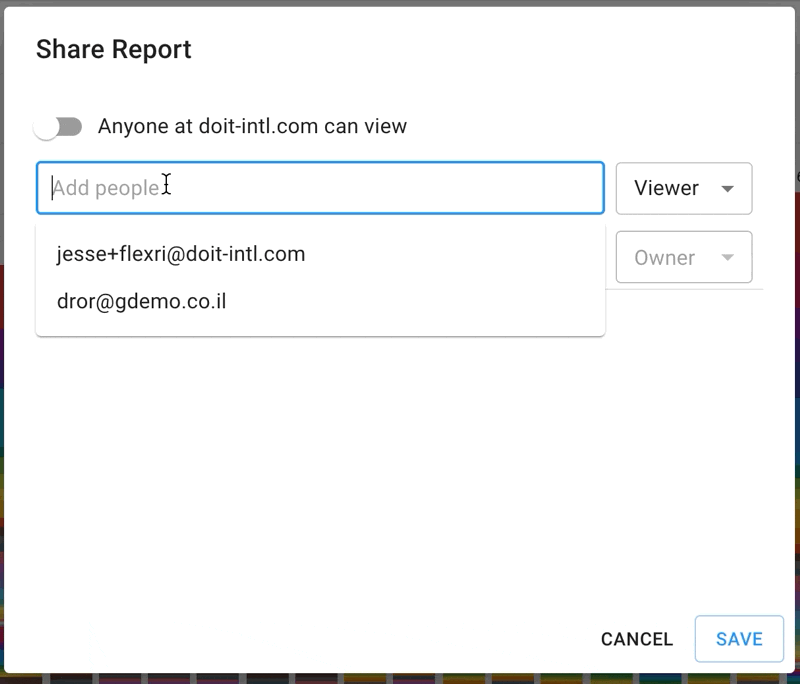 Share Report
Anyone at doit-intl.com can view
Add people
Viewer
jesse+flexri@doit-intl.com
Owner
dror@gdemo.co.il
CANCEL
SAVE